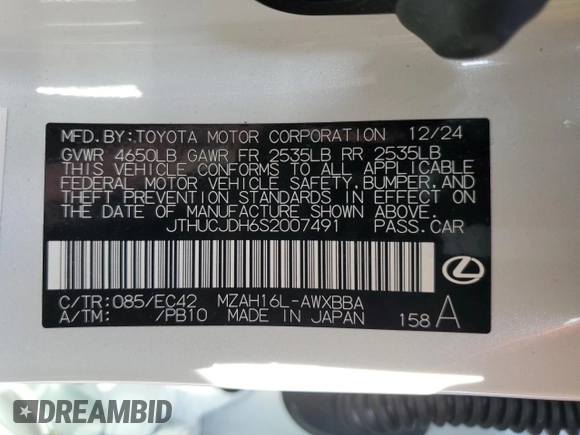 MFD.BY:TOYOTA MOTOR CORPORATION 12/24
GVWR 4650LB GAWR FR 2535LB RR 2535LB
THIS VEHICLE CONFORMS TO ALL APPLICABLE
FEDERAL MOTOR VEHICLE SAFETY,BUMPER,AND
THEFT PREVENTION STANDARDS IN EFFECT ON
THE DATE OF MANUFACTURE SHOWN ABOVE.
JTHUCJDH6S2007491 PASS.CAR
C/TR:085/EC42 MZAH16L-AWXBBA
A/TM: /PB10 MADE IN JAPAN 158 A
DREAMBID